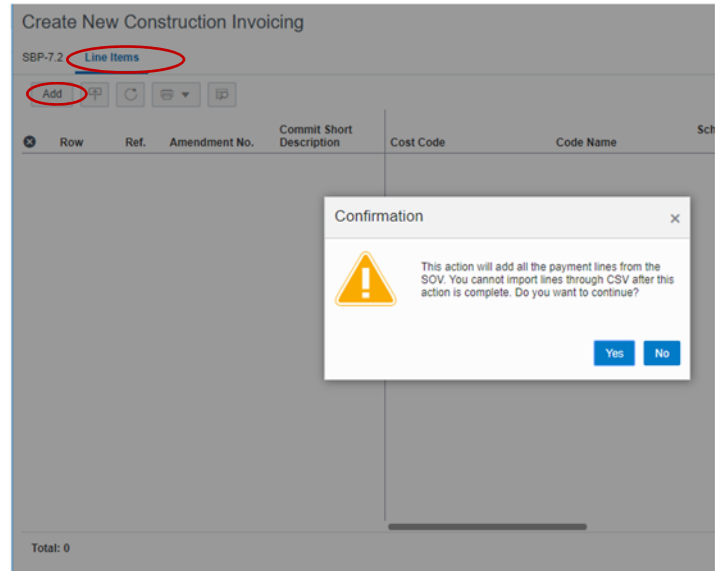 Create New Construction Invoicing
SBP-7.2 Line Items
Add
Row Ref. Amendment No. Commit Short Description Cost Code Code Name
Confirmation
This action will add all the payment lines from the
SOV. You cannot import lines through CSV after this
action is complete. Do you want to continue?
Yes No
Total: 0